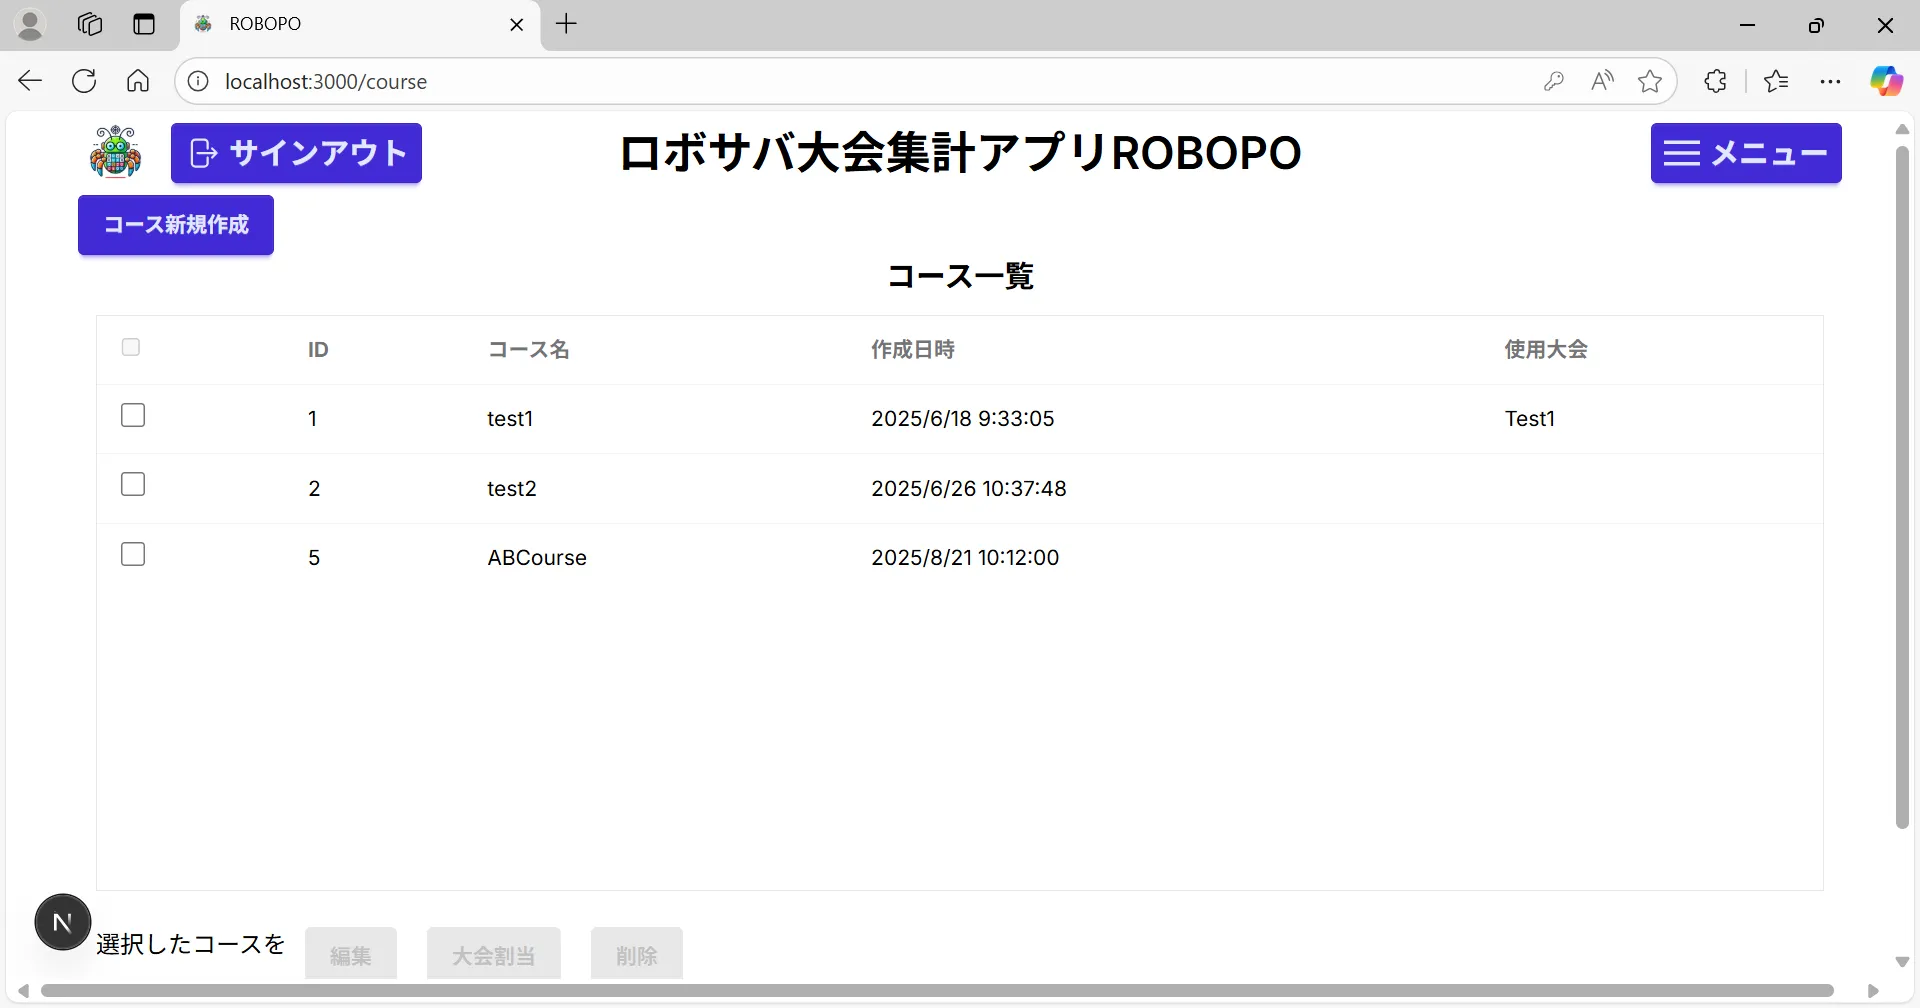 ROBOPO
localhost:3000/course
サインアウト
ロボサバ大会集計アプリROBOPO
メニュー
コース新規作成
コース一覧
ID コース名 作成日時 使用大会
1 test1 2025/6/18 9:33:05 Test1
2 test2 2025/6/26 10:37:48
5 ABCourse 2025/8/21 10:12:00
N
選択したコースを 編集 大会割当 削除